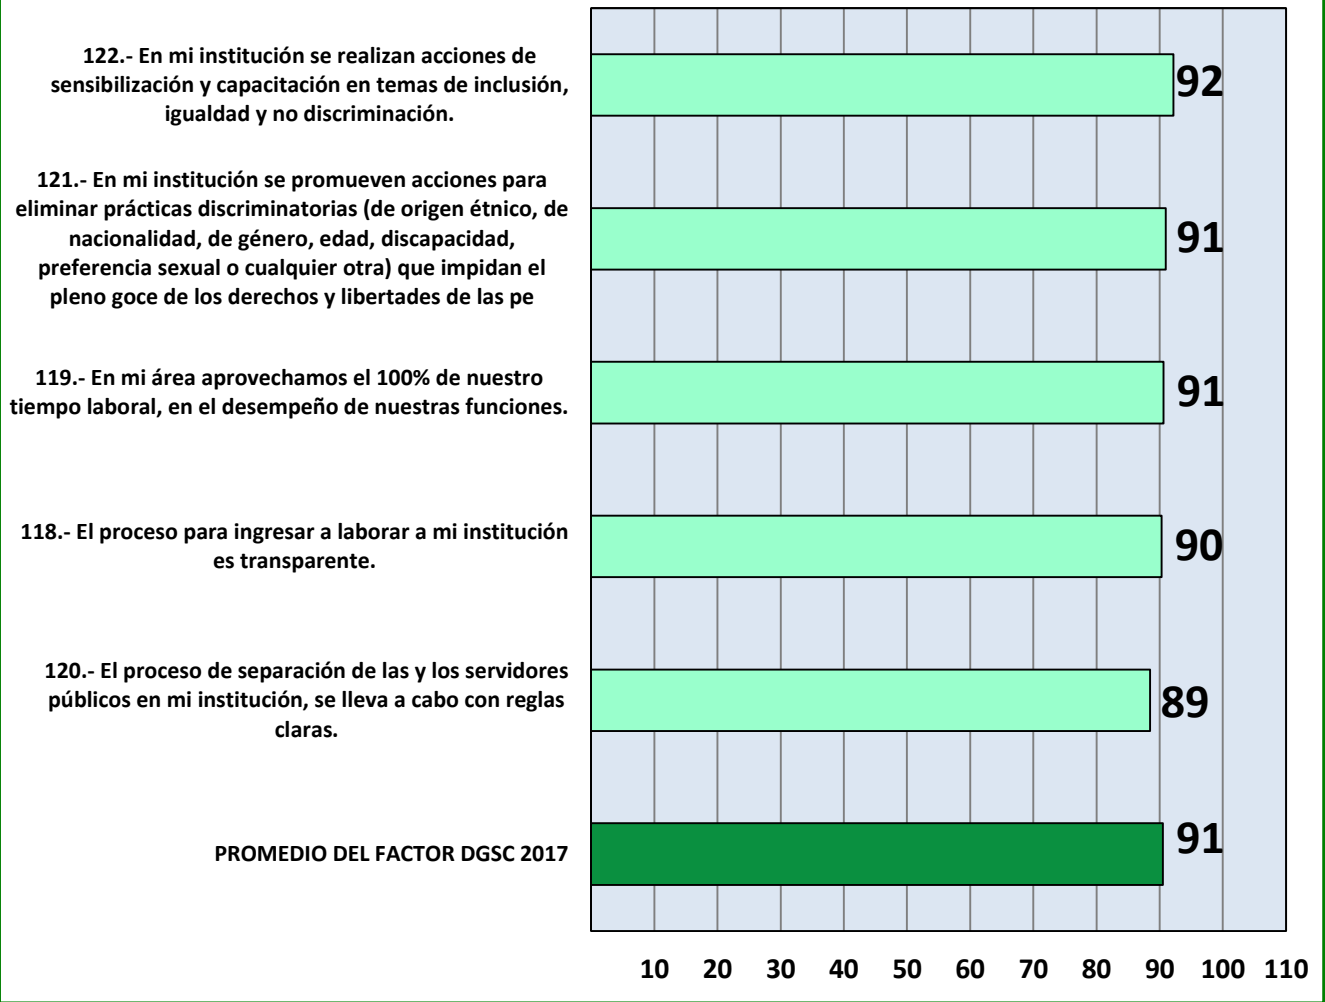 122.- En mi institución se realizan acciones de
sensibilización y capacitación en temas de inclusión,
igualdad y no discriminación.
92
121.- En mi institución se promueven acciones para
eliminar prácticas discriminatorias (de origen étnico, de
nacionalidad, de género, edad, discapacidad,
preferencia sexual o cualquier otra) que impidan el
pleno goce de los derechos y libertades de las pe
91
119.- En mi área aprovechamos el 100% de nuestro
tiempo laboral, en el desempeño de nuestras funciones.
91
118.- El proceso para ingresar a laborar a mi institución
es transparente.
90
120.- El proceso de separación de las y los servidores
públicos en mi institución, se lleva a cabo con reglas
claras.
89
PROMEDIO DEL FACTOR DGSC 2017
91
10 20 30 40 50 60 70 80 90 100 110